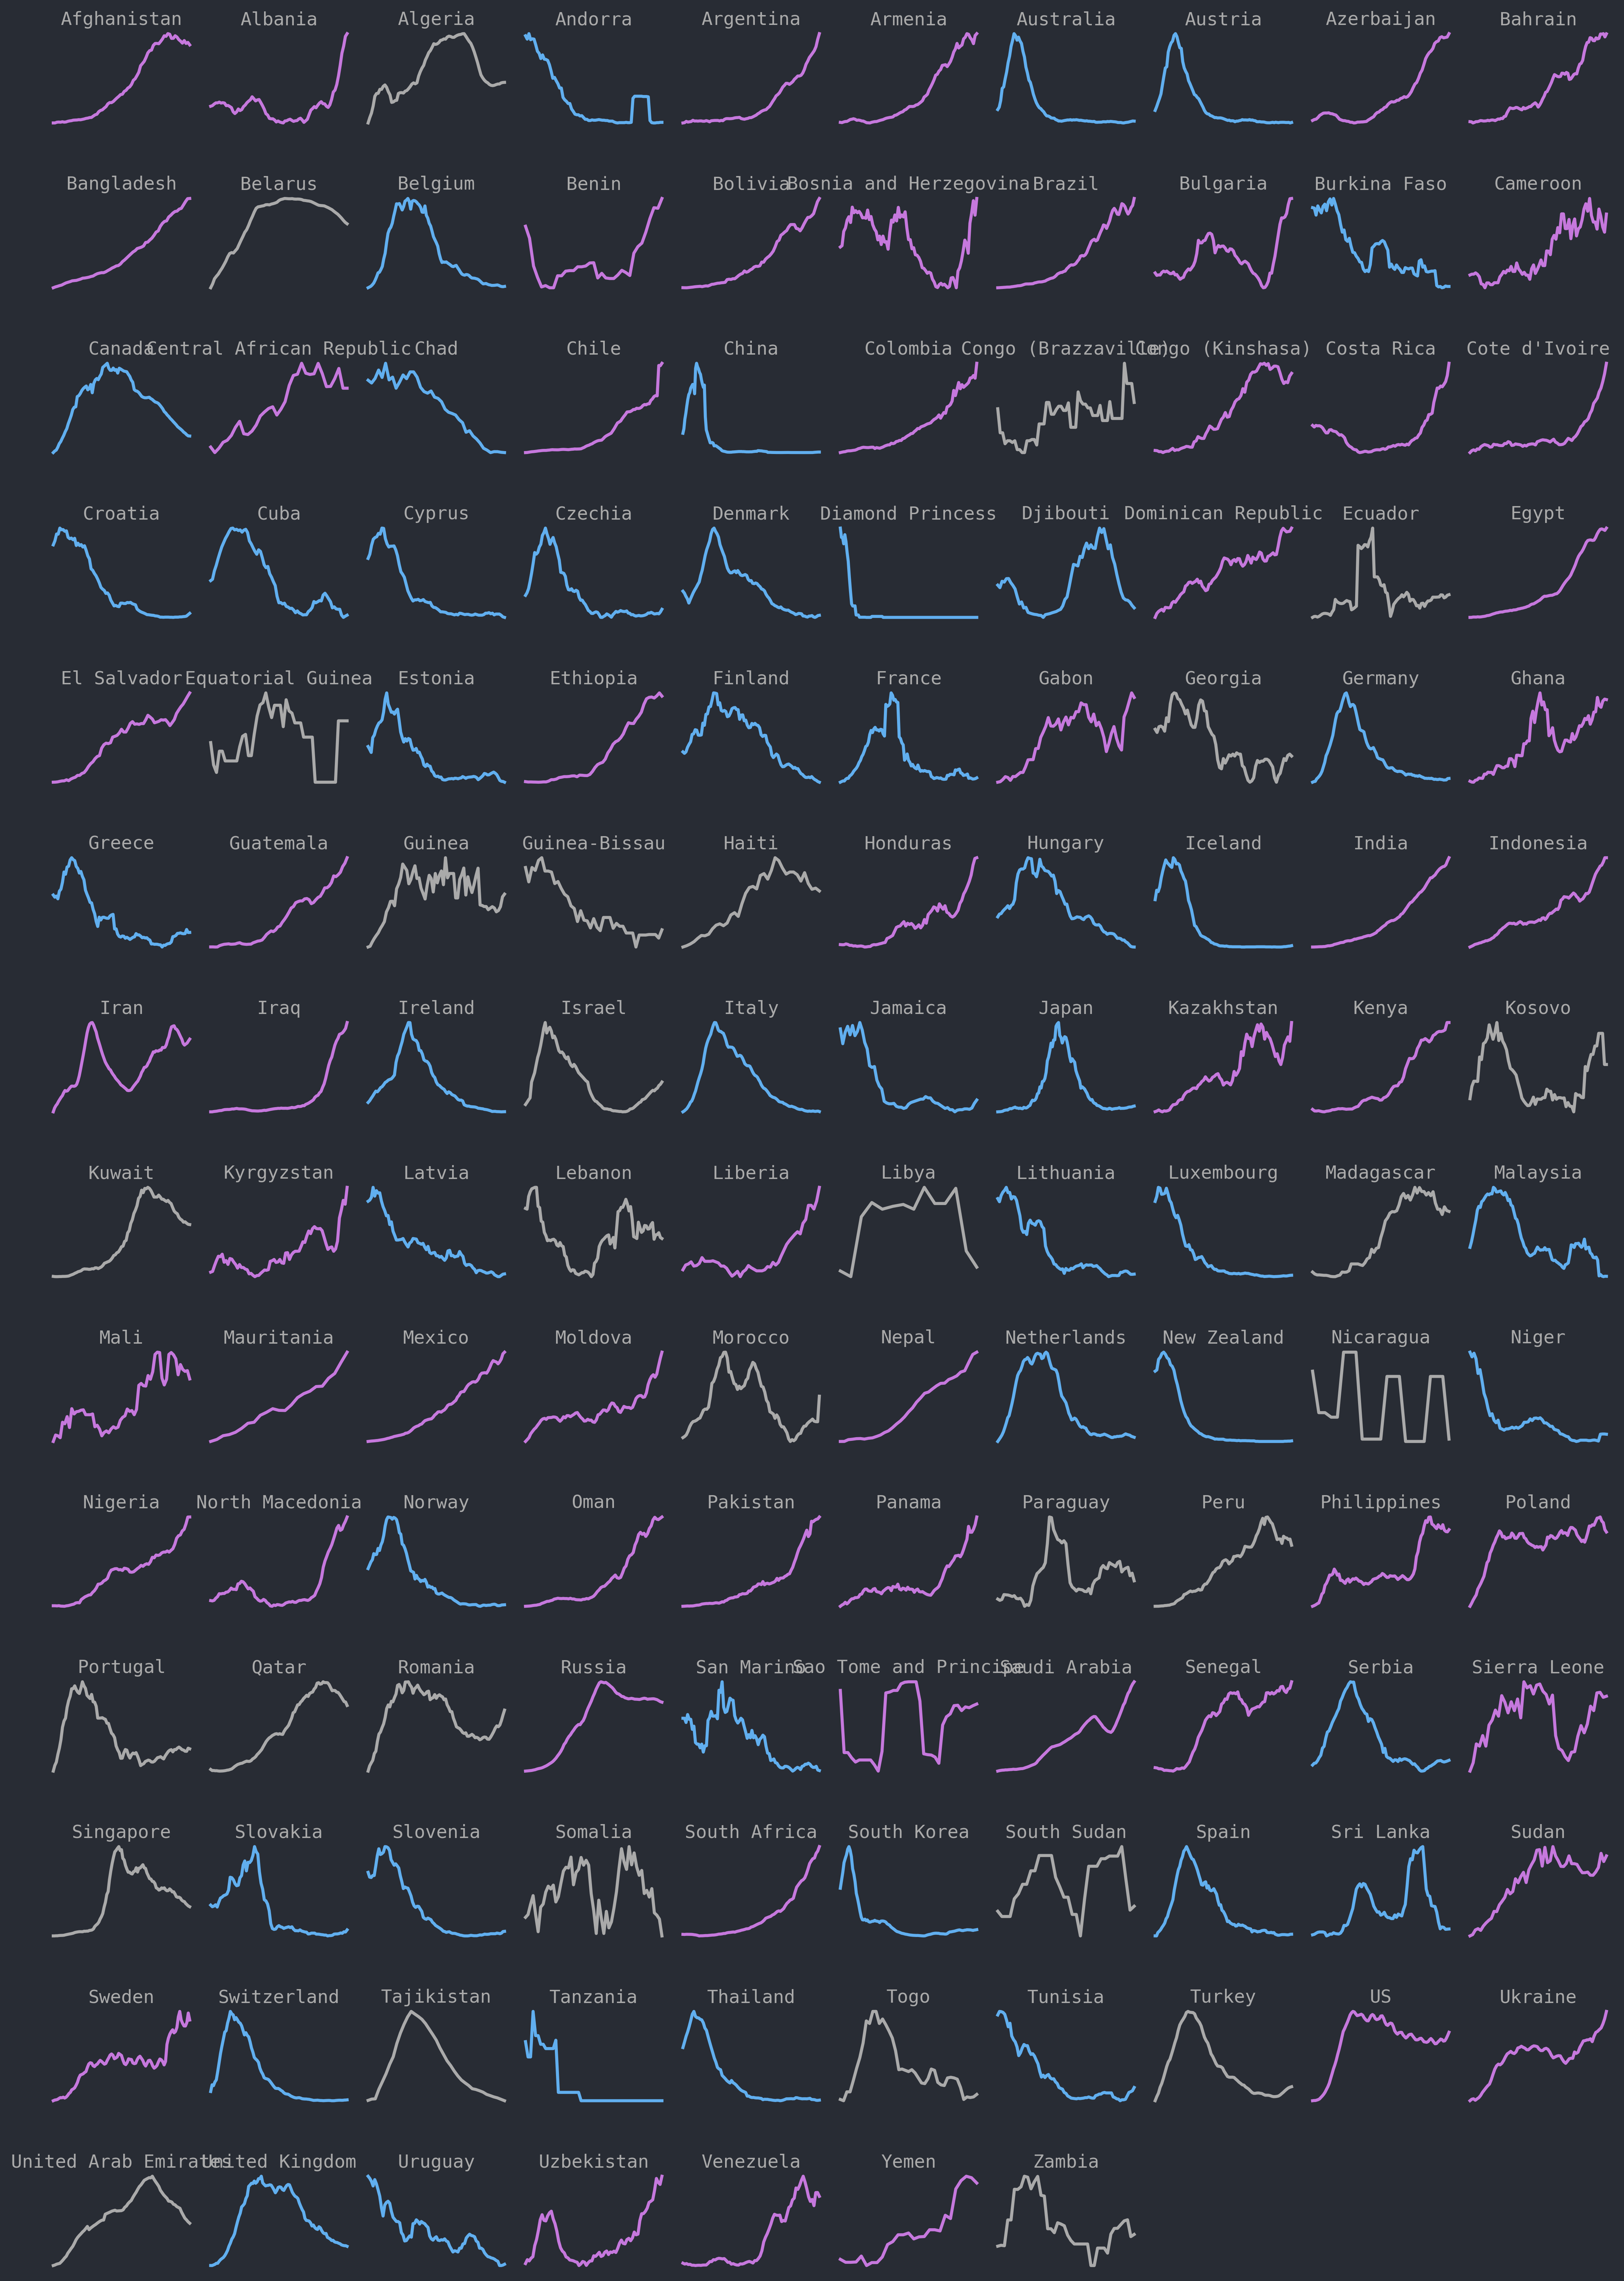 Afghanistan Albania Algeria Andorra Argentina Armenia Australia Austria Azerbaijan Bahrain
Bangladesh Belarus Belgium Benin Bolivia Bosnia and Herzegovina Brazil Bulgaria Burkina Faso Cameroon
Canada Central African Republic Chad Chile China Colombia Congo (Brazzaville) Congo (Kinshasa) Costa Rica Cote d'Ivoire
Croatia Cuba Cyprus Czechia Denmark Diamond Princess Djibouti Dominican Republic Ecuador Egypt
El Salvador Equatorial Guinea Estonia Ethiopia Finland France Gabon Georgia Germany Ghana
Greece Guatemala Guinea Guinea-Bissau Haiti Honduras Hungary Iceland India Indonesia
Iran Iraq Ireland Israel Italy Jamaica Japan Kazakhstan Kenya Kosovo
Kuwait Kyrgyzstan Latvia Lebanon Liberia Libya Lithuania Luxembourg Madagascar Malaysia
Mali Mauritania Mexico Moldova Morocco Nepal Netherlands New Zealand Nicaragua Niger
Nigeria North Macedonia Norway Oman Pakistan Panama Paraguay Peru Philippines Poland
Portugal Qatar Romania Russia San Marino Sao Tome and Principe Saudi Arabia Senegal Serbia Sierra Leone
Singapore Slovakia Slovenia Somalia South Africa South Korea South Sudan Spain Sri Lanka Sudan
Sweden Switzerland Tajikistan Tanzania Thailand Togo Tunisia Turkey US Ukraine
United Arab Emirates United Kingdom Uruguay Uzbekistan Venezuela Yemen Zambia